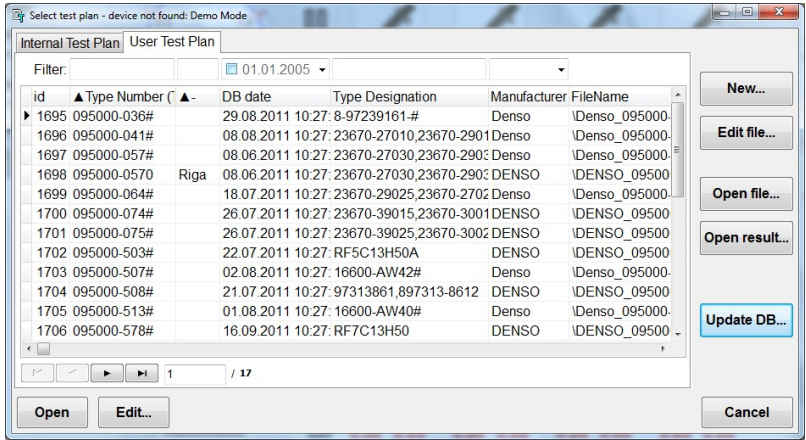 Select test plan - device not found: Demo Mode
Internal Test Plan User Test Plan
Filter: 01.01.2005
New...
id ▲Type Number (T ▲- DB date Type Designation Manufacturer FileName
1695 095000-036# 29.08.2011 10:27: 8-97239161-# Denso \Denso_095000-
1696 095000-041# 08.08.2011 10:27: 23670-27010,23670-2901 Denso \Denso_095000-
Edit file...
1697 095000-057# 08.06.2011 10:27: 23670-27030,23670-2903 Denso \Denso_095000-
1698 095000-0570 Riga 08.06.2011 10:27: 23670-27030,23670-2903 DENSO \DENSO_09500
1699 095000-064# 18.07.2011 10:27: 23670-29025,23670-2702 Denso \Denso_095000-
Open file...
1700 095000-074# 26.07.2011 10:27: 23670-39015,23670-3001 DENSO \DENSO_09500
1701 095000-075# 26.07.2011 10:27: 23670-39025,23670-3002 DENSO \DENSO_09500
Open result...
1702 095000-503# 22.07.2011 10:27: RF5C13H50A DENSO \DENSO_09500
1703 095000-507# 02.08.2011 10:27: 16600-AW42# Denso \Denso_095000-
1704 095000-508# 21.07.2011 10:27: 97313861,897313-8612 DENSO \DENSO_09500
1705 095000-513# 01.08.2011 10:27: 16600-AW40# Denso \Denso_095000-
Update DB...
1706 095000-578# 16.09.2011 10:27: RF7C13H50 DENSO \DENSO_09500
1 / 17
Open Edit... Cancel